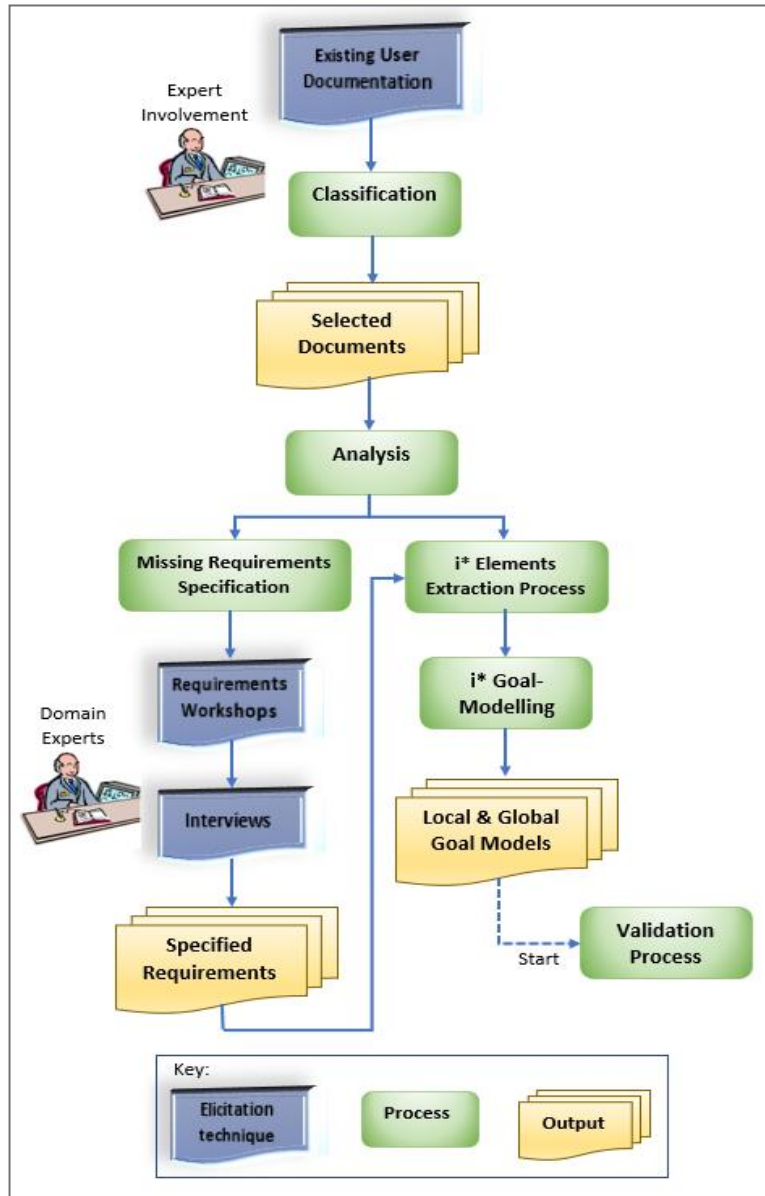 Existing User
Documentation
Expert
Involvement
Classification
Selected
Documents
Analysis
Missing Requirements
Specification
i* Elements
Extraction Process
Requirements
Workshops
i* Goal-
Modelling
Domain
Experts
Interviews
Local & Global
Goal Models
Specified
Requirements
Validation
Process
Start
Key:
Elicitation
technique
Process
Output